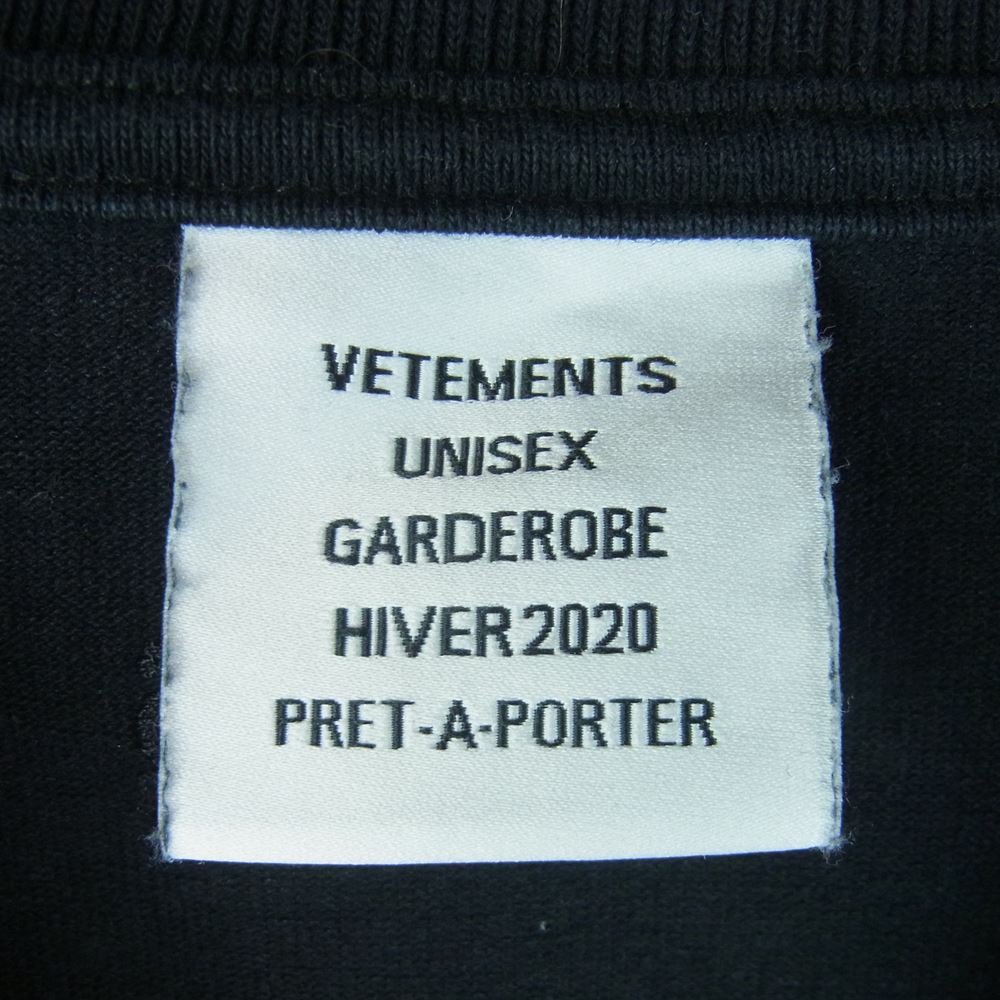 VETEMENTS
UNISEX
GARDEROBE
HIVER 2020
PRET-A-PORTER